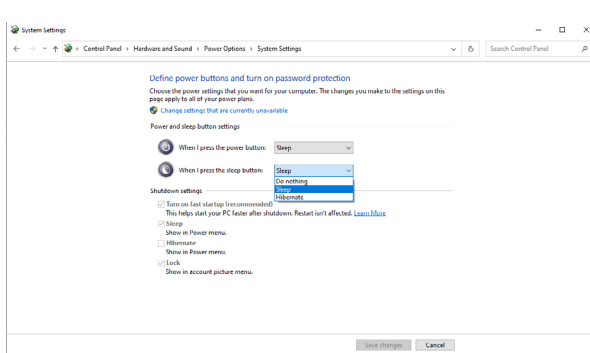 System Settings
Control Panel > Hardware and Sound > Power Options > System Settings
Search Control Panel
Define power buttons and turn on password protection
Choose the power settings that you want for your computer. The changes you make to the settings on this
page apply to all of your power plans.
Change settings that are currently unavailable
Power and sleep button settings
When I press the power button: Sleep
When I press the sleep button: Sleep
Do nothing
Sleep
Hibernate
Shutdown settings
Turn on fast startup (recommended)
This helps start your PC faster after shutdown. Restart isn't affected. Learn More
Sleep
Show in Power menu.
Hibernate
Show in Power menu.
Lock
Show in account picture menu.
Save changes Cancel